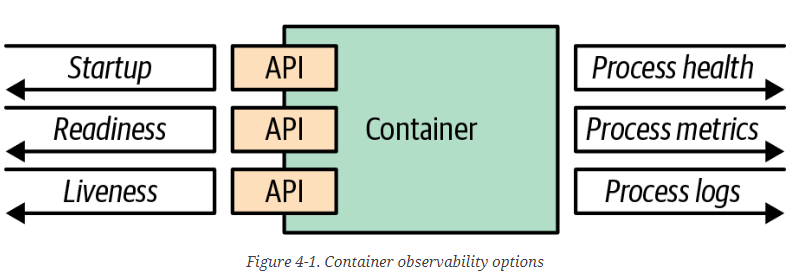 Startup API Process health
Readiness API Container Process metrics
Liveness API Process logs
Figure 4-1. Container observability options